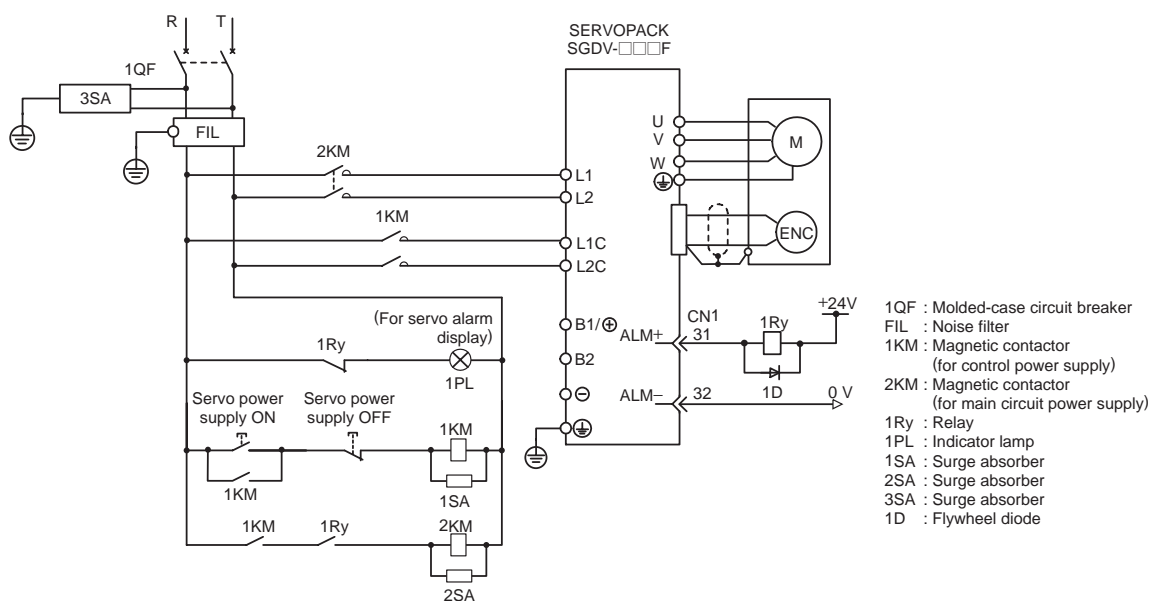 R T
SERVOPACK
SGDV-□□□F
1QF
3SA
FIL
U
V
W
M
2KM
L1
L2
1KM
L1C
L2C
ENC
B1/⊕
B2
⊖
CN1
ALM+ 31
1Ry
+24V
1D
ALM− 32
0 V
(For servo alarm
display)
1Ry
1PL
Servo power
supply ON
Servo power
supply OFF
1KM
1KM
1SA
1KM
1Ry
2KM
2SA
1QF : Molded-case circuit breaker
FIL : Noise filter
1KM : Magnetic contactor
(for control power supply)
2KM : Magnetic contactor
(for main circuit power supply)
1Ry : Relay
1PL : Indicator lamp
1SA : Surge absorber
2SA : Surge absorber
3SA : Surge absorber
1D : Flywheel diode